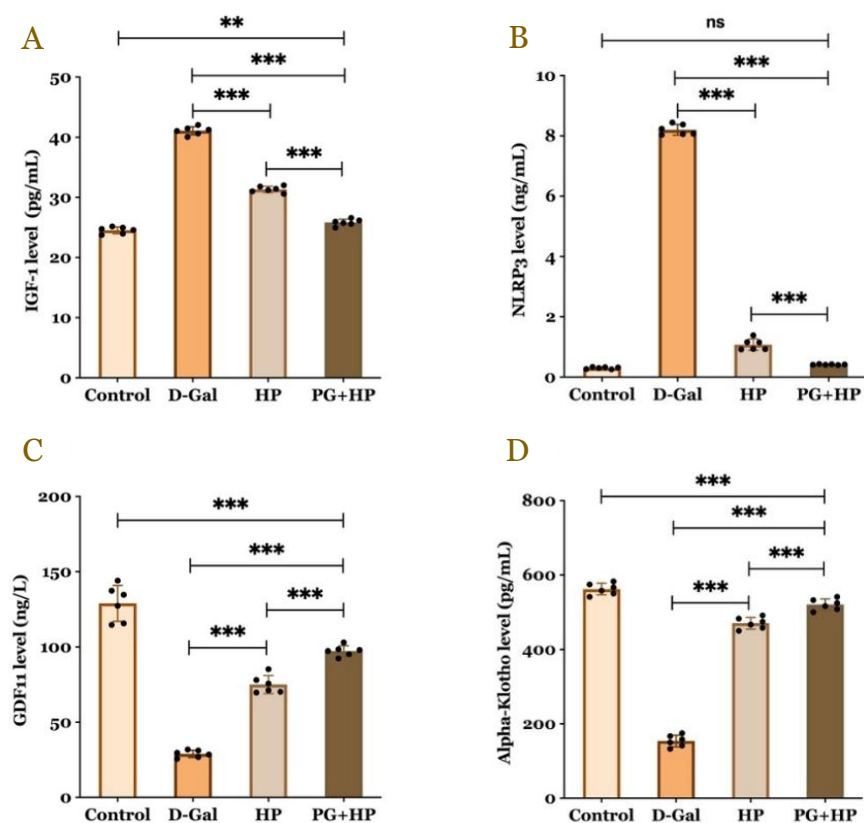 A
**
***
***
***
IGF-1 level (pg/mL)
50
40
30
20
10
0
Control D-Gal HP PG+HP
B
ns
***
***
***
NLRP3 level (ng/mL)
10
8
6
4
2
0
Control D-Gal HP PG+HP
C
***
***
***
***
GDF11 level (ng/L)
200
150
100
50
0
Control D-Gal HP PG+HP
D
***
***
***
***
Alpha-Klotho level (pg/mL)
800
600
400
200
0
Control D-Gal HP PG+HP